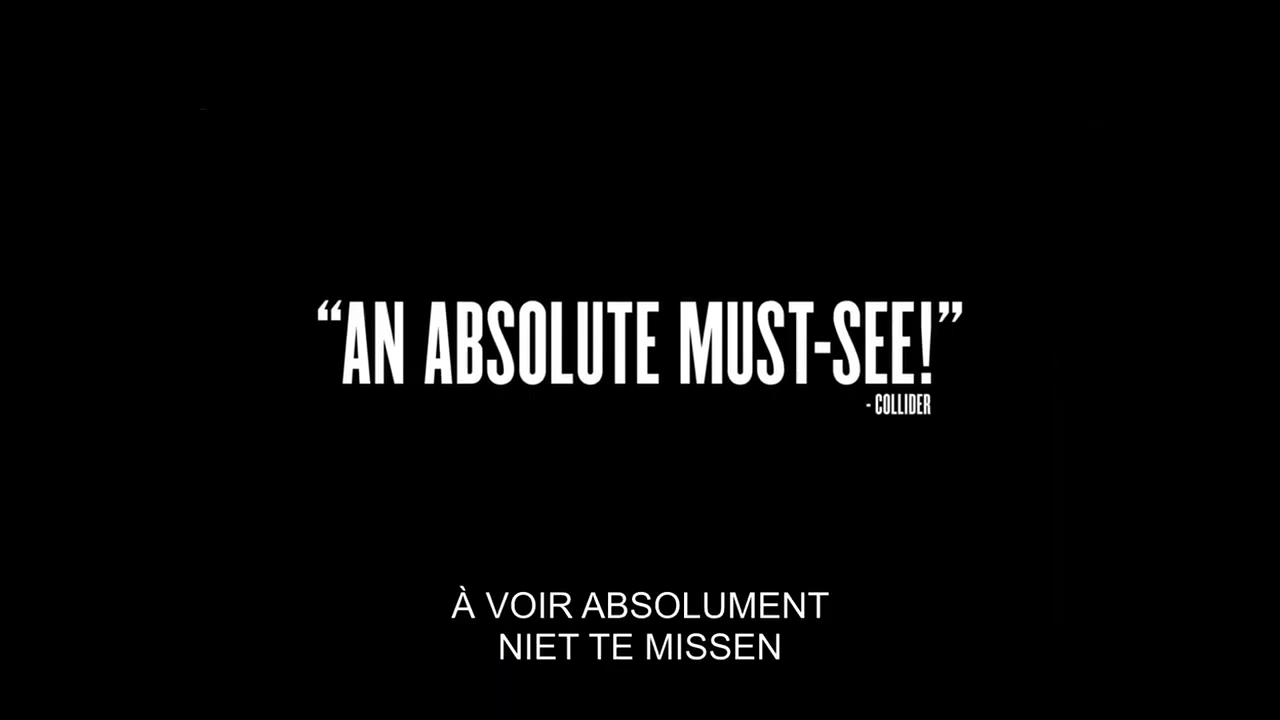 “AN ABSOLUTE MUST-SEE!”
- COLLIDER
À VOIR ABSOLUMENT
NIET TE MISSEN